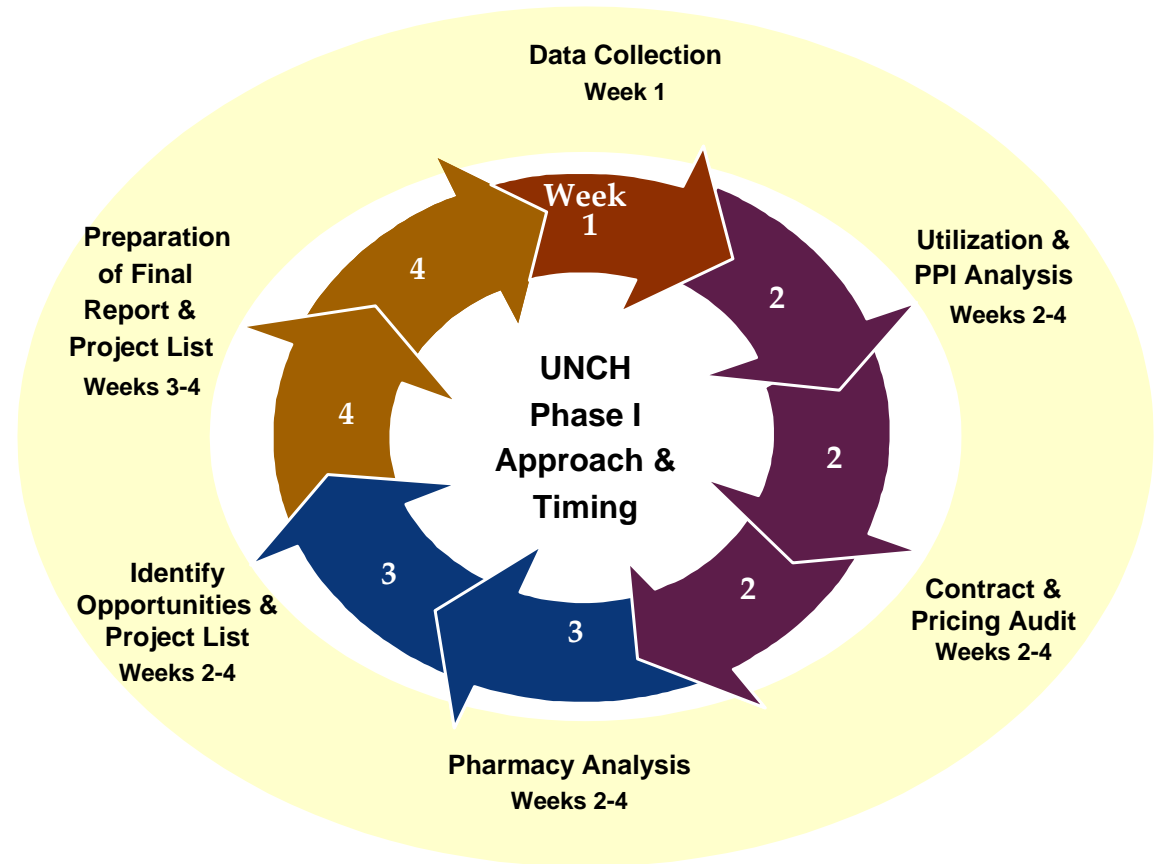 Data Collection
Week 1
Week
1
2
Utilization &
PPI Analysis
Weeks 2-4
2
Contract &
Pricing Audit
Weeks 2-4
2
3
Pharmacy Analysis
Weeks 2-4
3
Identify
Opportunities &
Project List
Weeks 2-4
4
4
Preparation
of Final
Report &
Project List
Weeks 3-4
UNCH
Phase I
Approach &
Timing